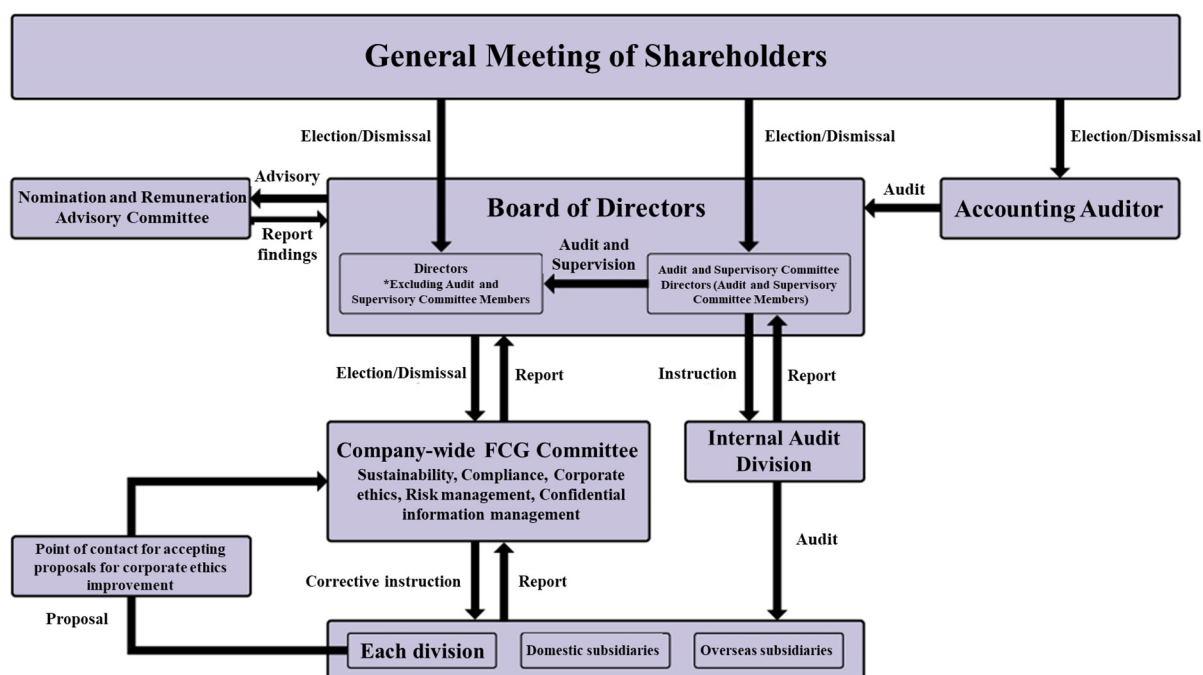 General Meeting of Shareholders
Election/Dismissal
Election/Dismissal
Election/Dismissal
Nomination and Remuneration
Advisory Committee
Advisory
Report
findings
Board of Directors
Audit
Accounting Auditor
Directors
*Excluding Audit and
Supervisory Committee Members
Audit and
Supervision
Audit and Supervisory Committee
Directors (Audit and Supervisory
Committee Members)
Election/Dismissal
Report
Instruction
Report
Company-wide FCG Committee
Sustainability, Compliance, Corporate
ethics, Risk management, Confidential
information management
Internal Audit
Division
Point of contact for accepting
proposals for corporate ethics
improvement
Corrective instruction
Report
Audit
Proposal
Each division
Domestic subsidiaries
Overseas subsidiaries